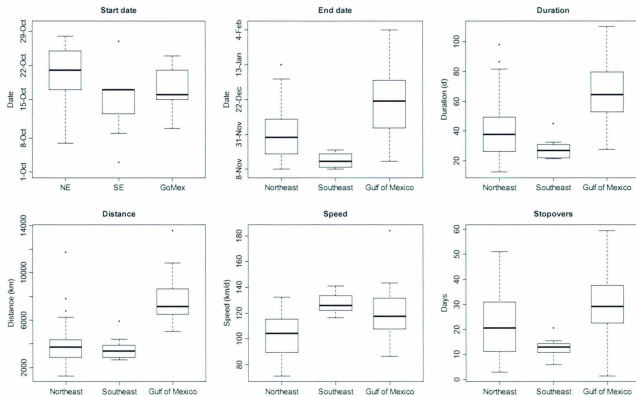 Start date
Date
29-Oct
22-Oct
15-Oct
8-Oct
1-Oct
NE
SE
GoMex
End date
Date
4-Feb
13-Jan
22-Dec
31-Nov
8-Nov
Northeast
Southeast
Gulf of Mexico
Duration
Duration (d)
100
80
60
40
20
Northeast
Southeast
Gulf of Mexico
Distance
Distance (km)
14000
10000
6000
2000
Northeast
Southeast
Gulf of Mexico
Speed
Speed (km/d)
180
160
140
120
100
80
Northeast
Southeast
Gulf of Mexico
Stopovers
Days
60
50
40
30
20
10
0
Northeast
Southeast
Gulf of Mexico